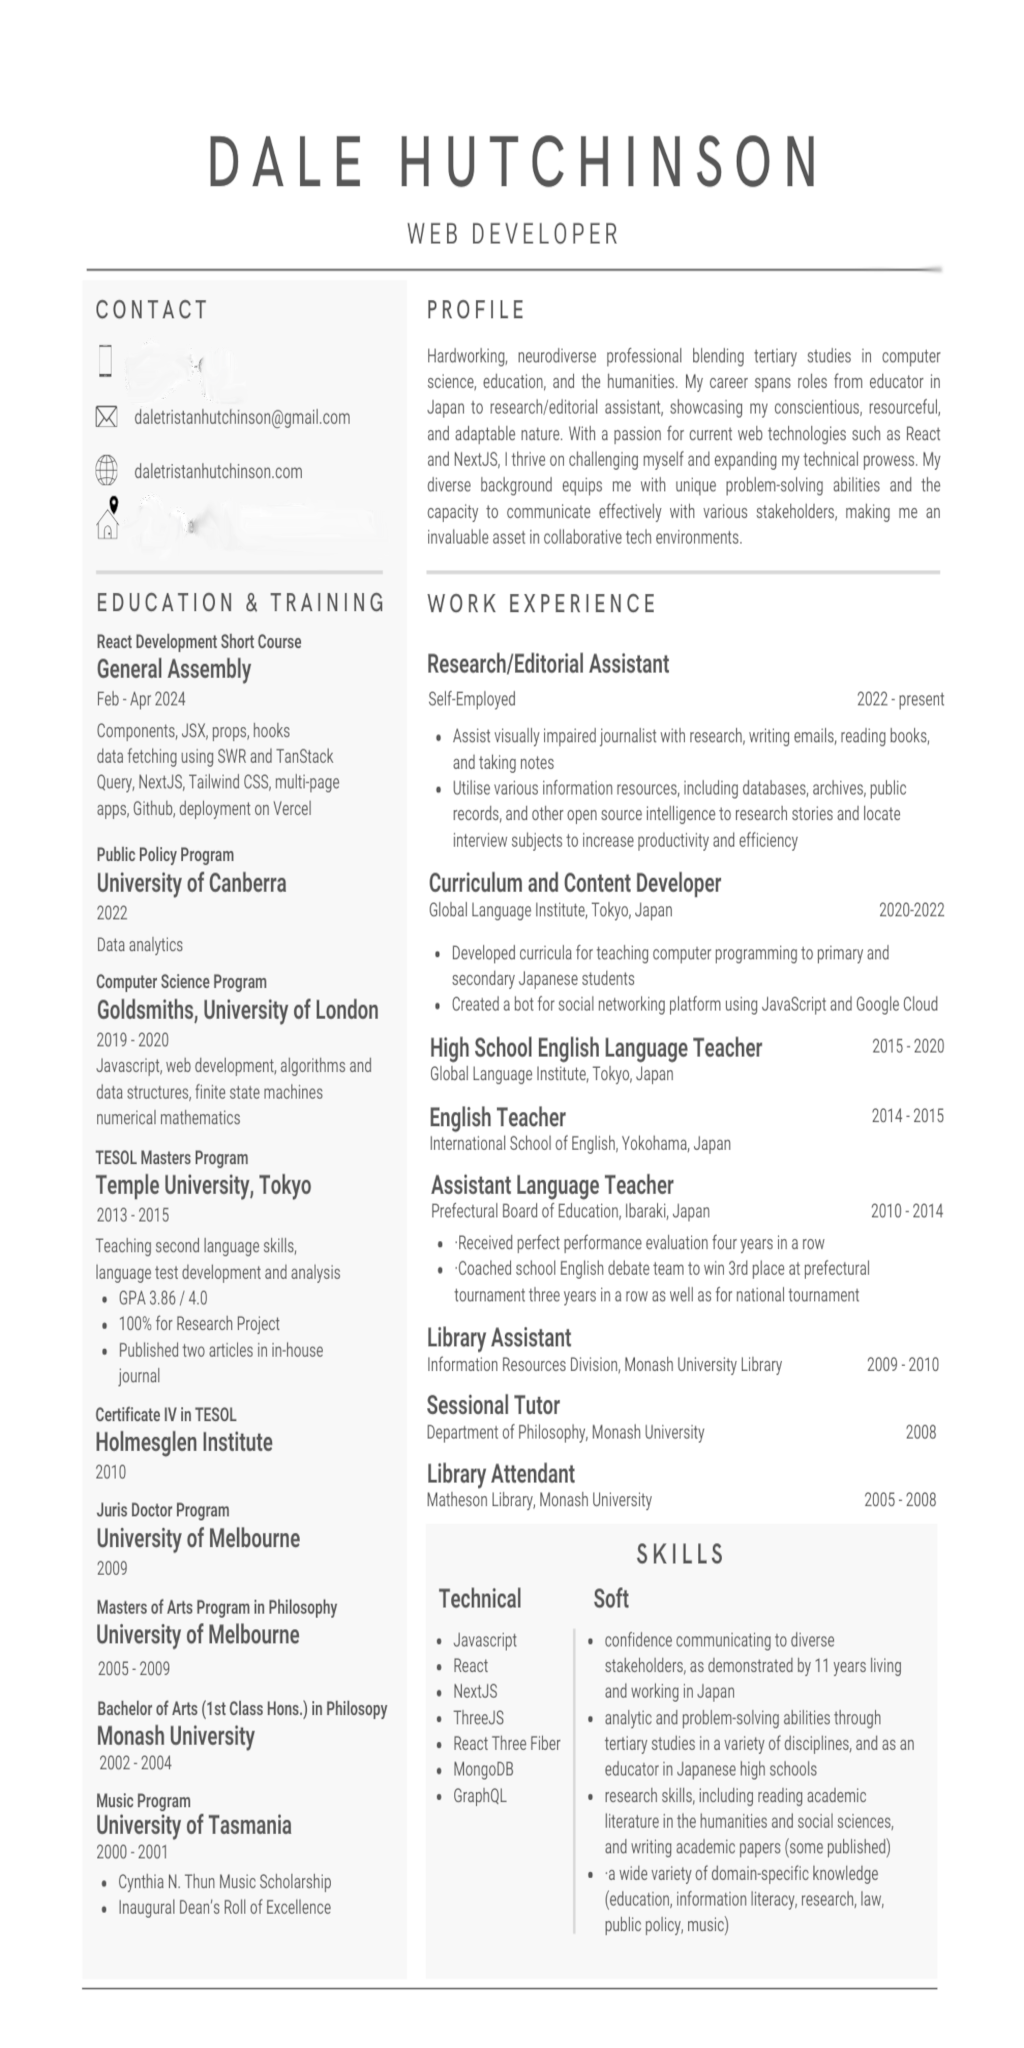 DALE HUTCHINSON
WEB DEVELOPER
CONTACT
daletristanhutchinson@gmail.com
daletristanhutchinson.com
EDUCATION & TRAINING
React Development Short Course
General Assembly
Feb - Apr 2024
Components, JSX, props, hooks
data fetching using SWR and TanStack
Query, NextJS, Tailwind CSS, multi-page
apps, Github, deployment on Vercel
Public Policy Program
University of Canberra
2022
Data analytics
Computer Science Program
Goldsmiths, University of London
2019 - 2020
Javascript, web development, algorithms and
data structures, finite state machines
numerical mathematics
TESOL Masters Program
Temple University, Tokyo
2013 - 2015
Teaching second language skills,
language test development and analysis
• GPA 3.86 / 4.0
• 100% for Research Project
• Published two articles in in-house
journal
Certificate IV in TESOL
Holmesglen Institute
2010
Juris Doctor Program
University of Melbourne
2009
Masters of Arts Program in Philosophy
University of Melbourne
2005 - 2009
Bachelor of Arts (1st Class Hons.) in Philosopy
Monash University
2002 - 2004
Music Program
University of Tasmania
2000 - 2001
• Cynthia N. Thun Music Scholarship
• Inaugural Dean's Roll of Excellence
PROFILE
Hardworking, neurodiverse professional blending tertiary studies in computer
science, education, and the humanities. My career spans roles from educator in
Japan to research/editorial assistant, showcasing my conscientious, resourceful,
and adaptable nature. With a passion for current web technologies such as React
and NextJS, I thrive on challenging myself and expanding my technical prowess. My
diverse background equips me with unique problem-solving abilities and the
capacity to communicate effectively with various stakeholders, making me an
invaluable asset in collaborative tech environments.
WORK EXPERIENCE
Research/Editorial Assistant
Self-Employed 2022 - present
• Assist visually impaired journalist with research, writing emails, reading books,
and taking notes
• Utilise various information resources, including databases, archives, public
records, and other open source intelligence to research stories and locate
interview subjects to increase productivity and efficiency
Curriculum and Content Developer
Global Language Institute, Tokyo, Japan 2020-2022
• Developed curricula for teaching computer programming to primary and
secondary Japanese students
• Created a bot for social networking platform using JavaScript and Google Cloud
High School English Language Teacher 2015 - 2020
Global Language Institute, Tokyo, Japan
English Teacher 2014 - 2015
International School of English, Yokohama, Japan
Assistant Language Teacher
Prefectural Board of Education, Ibaraki, Japan 2010 - 2014
• ·Received perfect performance evaluation four years in a row
• ·Coached school English debate team to win 3rd place at prefectural
tournament three years in a row as well as for national tournament
Library Assistant
Information Resources Division, Monash University Library 2009 - 2010
Sessional Tutor
Department of Philosophy, Monash University 2008
Library Attendant
Matheson Library, Monash University 2005 - 2008
SKILLS
Technical
• Javascript
• React
• NextJS
• ThreeJS
• React Three Fiber
• MongoDB
• GraphQL
Soft
• confidence communicating to diverse
stakeholders, as demonstrated by 11 years living
and working in Japan
• analytic and problem-solving abilities through
tertiary studies in a variety of disciplines, and as an
educator in Japanese high schools
• research skills, including reading academic
literature in the humanities and social sciences,
and writing academic papers (some published)
• ·a wide variety of domain-specific knowledge
(education, information literacy, research, law,
public policy, music)